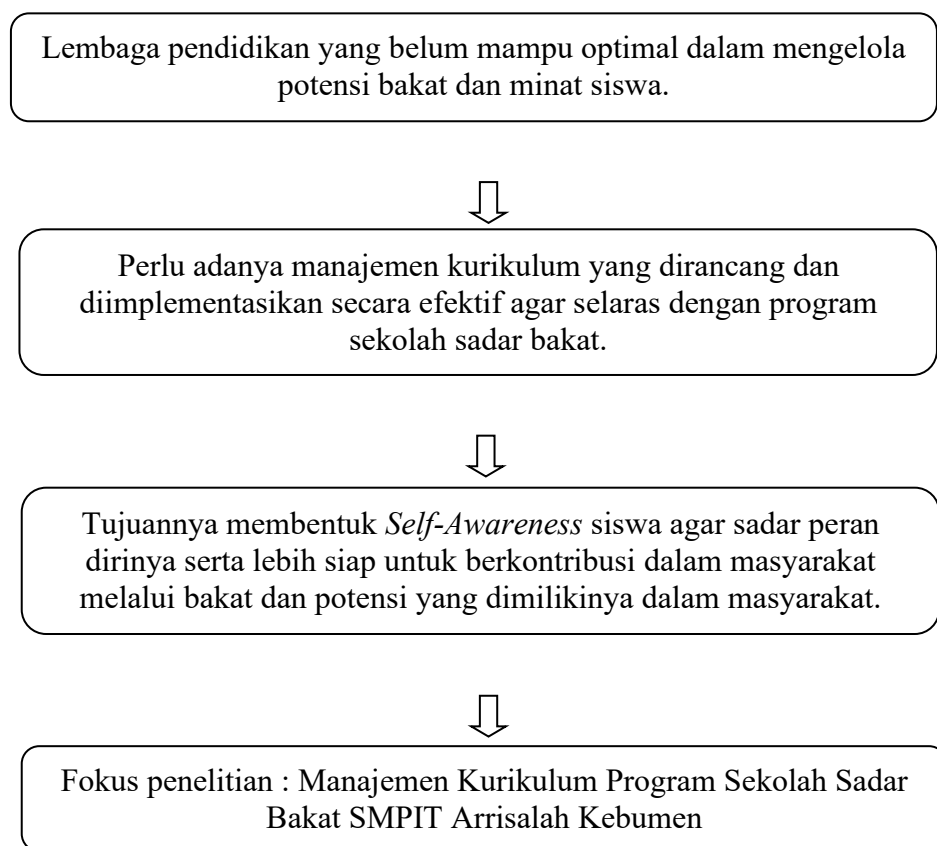 Lembaga pendidikan yang belum mampu optimal dalam mengelola
potensi bakat dan minat siswa.
Perlu adanya manajemen kurikulum yang dirancang dan
diimplementasikan secara efektif agar selaras dengan program
sekolah sadar bakat.
Tujuannya membentuk Self-Awareness siswa agar sadar peran
dirinya serta lebih siap untuk berkontribusi dalam masyarakat
melalui bakat dan potensi yang dimilikinya dalam masyarakat.
Fokus penelitian : Manajemen Kurikulum Program Sekolah Sadar
Bakat SMPIT Arrisalah Kebumen